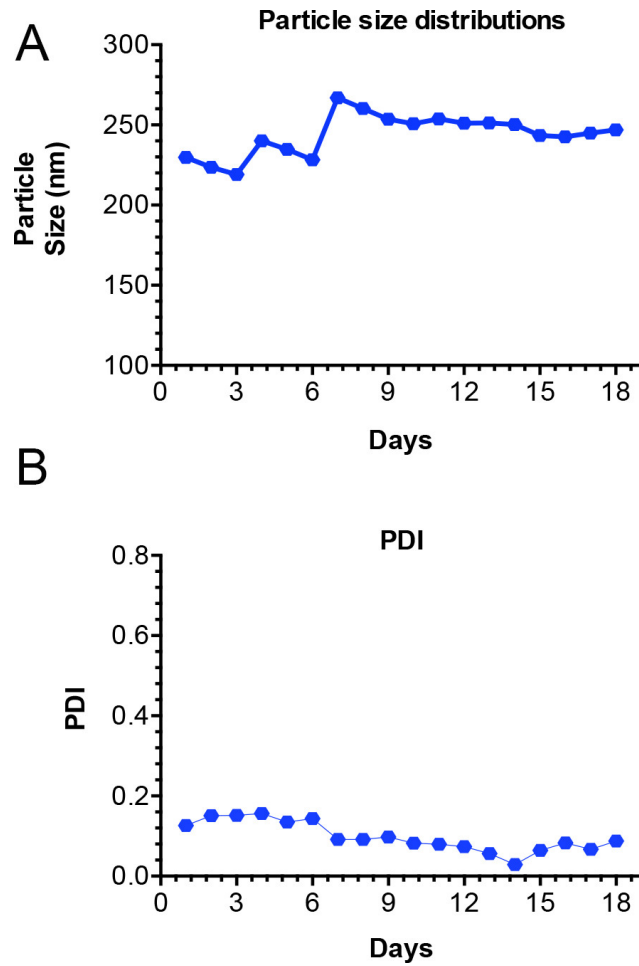 A
Particle size distributions
300
250
200
150
100
Particle
Size (nm)
0 3 6 9 12 15 18
Days
B
PDI
0.8
0.6
0.4
0.2
0.0
PDI
0 3 6 9 12 15 18
Days